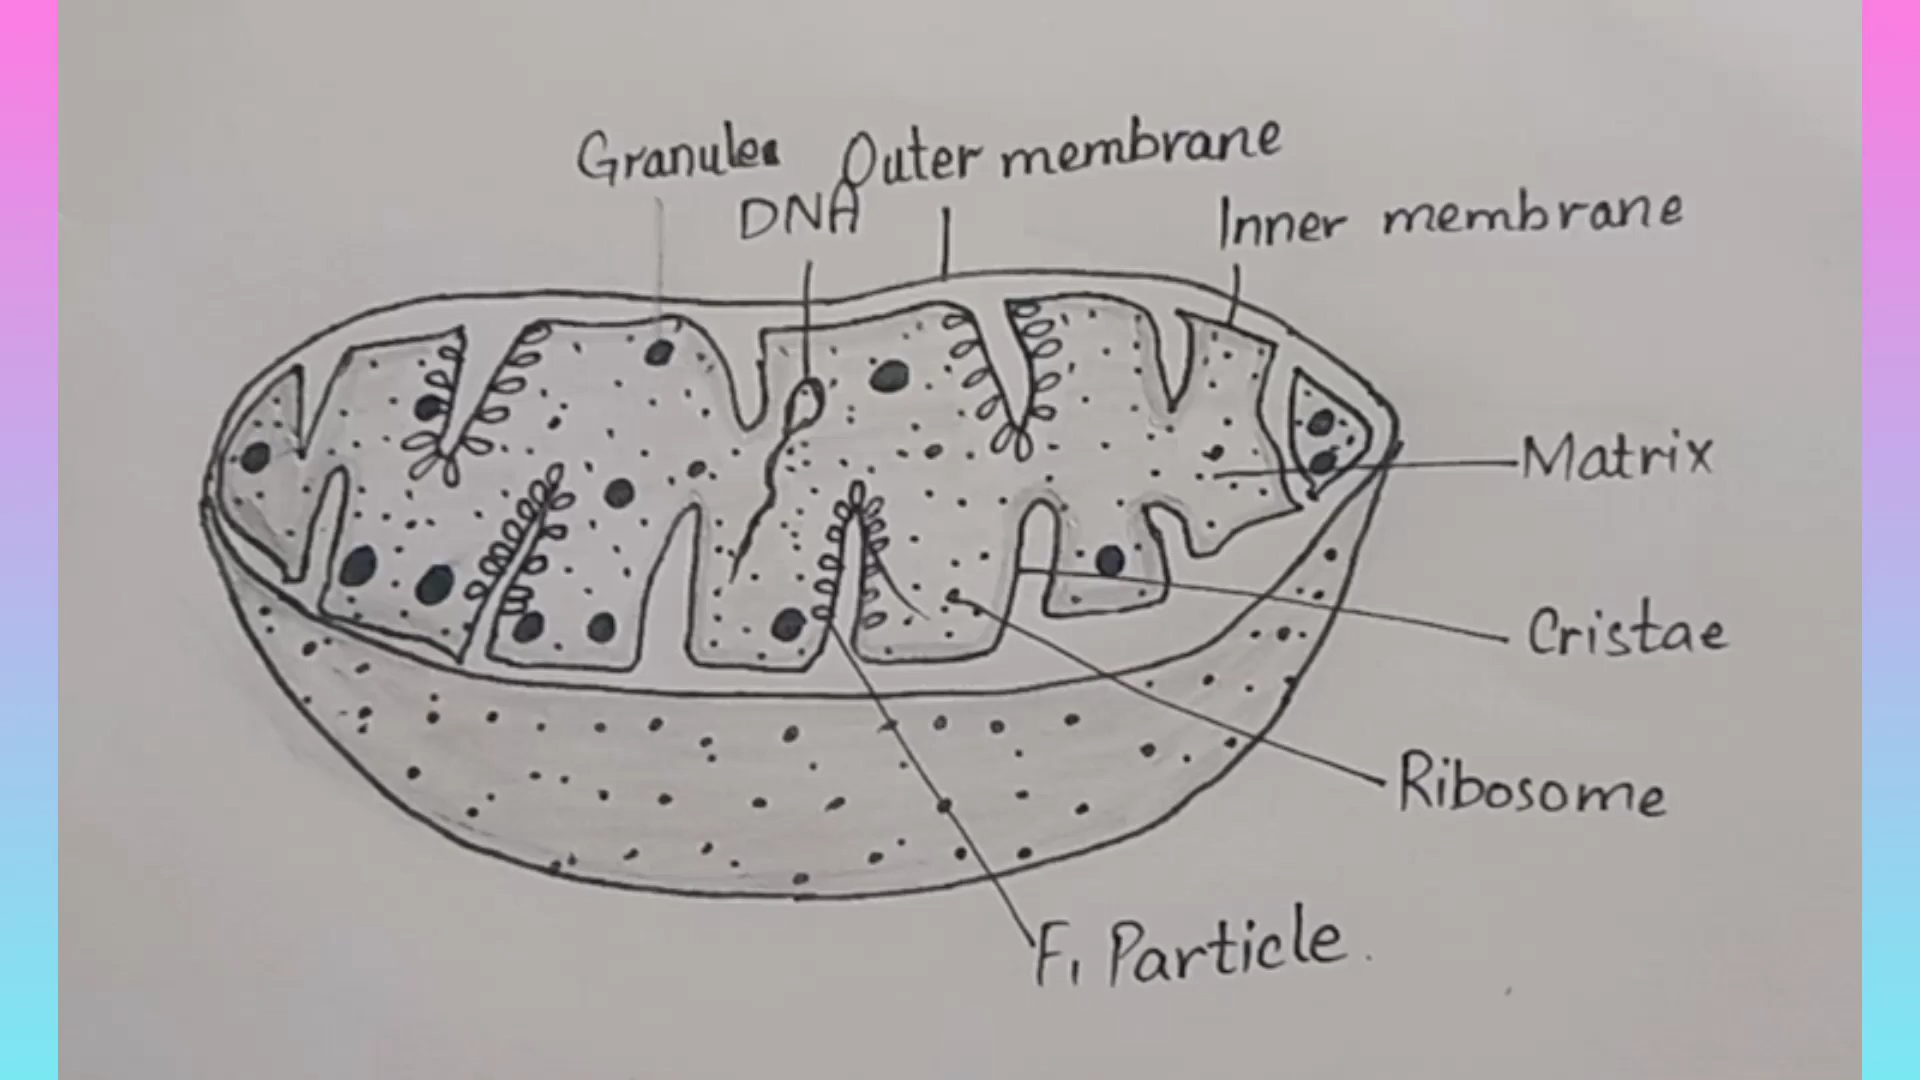 Granules
Outer membrane
DNA
Inner membrane
Matrix
Cristae
Ribosome
F₁ Particle.